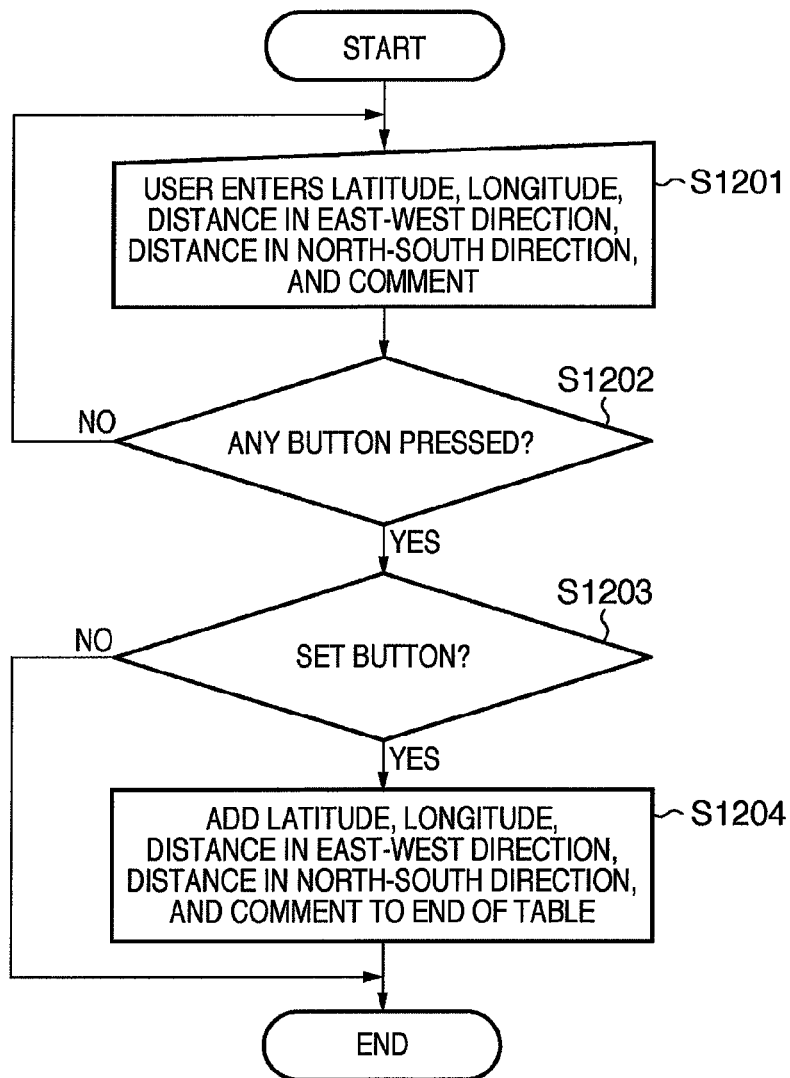 START
USER ENTERS LATITUDE, LONGITUDE,
DISTANCE IN EAST-WEST DIRECTION,
DISTANCE IN NORTH-SOUTH DIRECTION,
AND COMMENT
S1201
S1202
NO
ANY BUTTON PRESSED?
YES
S1203
NO
SET BUTTON?
YES
ADD LATITUDE, LONGITUDE,
DISTANCE IN EAST-WEST DIRECTION,
DISTANCE IN NORTH-SOUTH DIRECTION,
AND COMMENT TO END OF TABLE
S1204
END